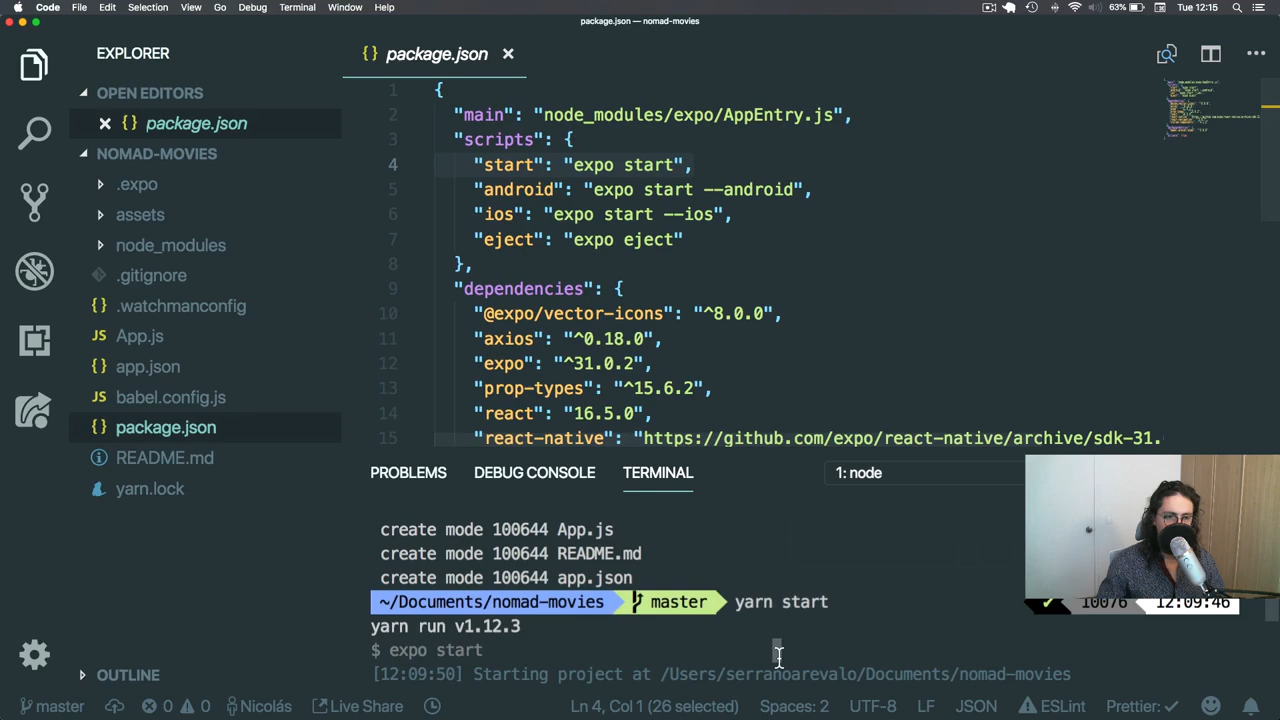 Code File Edit Selection View Go Debug Terminal Window Help 63% Tue 12:15
package.json — nomad-movies
EXPLORER
OPEN EDITORS
{} package.json
NOMAD-MOVIES
.expo
assets
node_modules
.gitignore
{} .watchmanconfig
JS App.js
{} app.json
JS babel.config.js
{} package.json
README.md
yarn.lock
OUTLINE
{} package.json
1 {
2 "main": "node_modules/expo/AppEntry.js",
3 "scripts": {
4 "start": "expo start",
5 "android": "expo start --android",
6 "ios": "expo start --ios",
7 "eject": "expo eject"
8 },
9 "dependencies": {
10 "@expo/vector-icons": "^8.0.0",
11 "axios": "^0.18.0",
12 "expo": "^31.0.2",
13 "prop-types": "^15.6.2",
14 "react": "16.5.0",
15 "react-native": "https://github.com/expo/react-native/archive/sdk-31.
PROBLEMS DEBUG CONSOLE TERMINAL 1: node
create mode 100644 App.js
create mode 100644 README.md
create mode 100644 app.json
~/Documents/nomad-movies master yarn start ✔ 10076 12:09:46
yarn run v1.12.3
$ expo start
[12:09:50] Starting project at /Users/serranoarevalo/Documents/nomad-movies
master 0 0 Nicolás Live Share Ln 4, Col 1 (26 selected) Spaces: 2 UTF-8 LF JSON ESLint Prettier: ✓